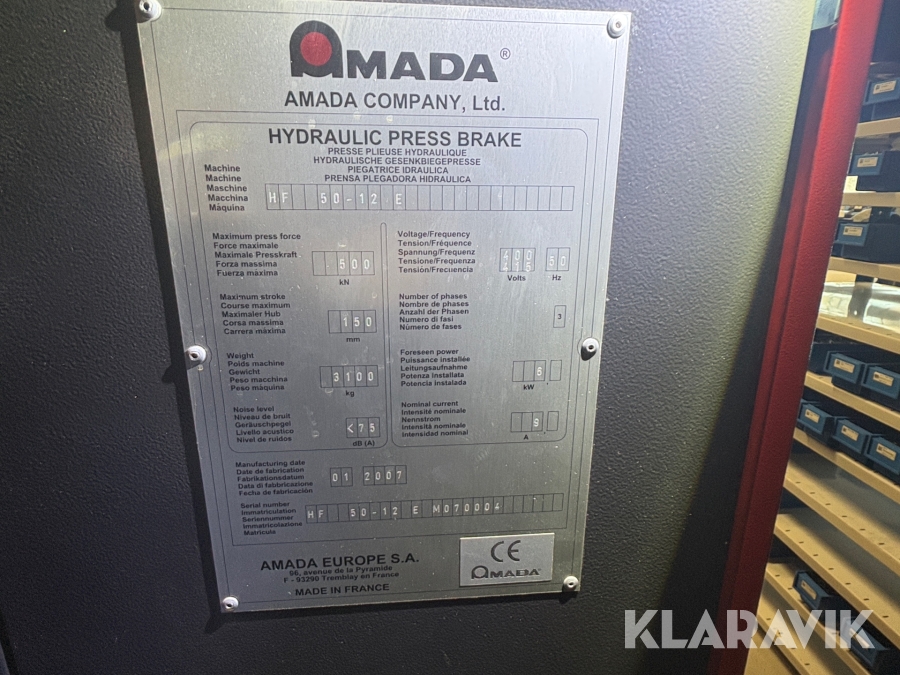 AMADA®
AMADA COMPANY, Ltd.
HYDRAULIC PRESS BRAKE
PRESSE PLIEUSE HYDRAULIQUE
HYDRAULISCHE GESENKBIEGEPRESSE
PIEGATRICE IDRAULICA
PRENSA PLEGADORA HIDRAULICA
Machine
Machine
Maschine
Macchina
Máquina
HF 50-12 E
Maximum press force
Force maximale
Maximale Presskraft
Forza massima
Fuerza máxima
500
kN
Maximum stroke
Course maximum
Maximaler Hub
Corsa massima
Carrera máxima
150
mm
Weight
Poids machine
Gewicht
Peso macchina
Peso máquina
3100
kg
Noise level
Niveau de bruit
Geräuschpegel
Livello acustico
Nivel de ruidos
<75
dB (A)
Voltage/Frequency
Tension/Fréquence
Spannung/Frequenz
Tensione/Frequenza
Tensión/Frecuencia
400
415
50
Volts
Hz
Number of phases
Nombre de phases
Anzahl der Phasen
Numero di fasi
Número de fases
3
Foreseen power
Puissance installée
Leitungsaufnahme
Potenza installata
Potencia instalada
6
kW
Nominal current
Intensité nominale
Nennstrom
Intensità nominale
Intensidad nominal
9
A
Manufacturing date
Date de fabrication
Fabrikationsdatum
Data di fabbricazione
Fecha de fabricación
01 2007
Serial number
Immatriculation
Seriennummer
Immatricolazione
Matricula
HF 50-12 E M070004
AMADA EUROPE S.A.
66, avenue de la Pyramide
F - 93290 Tremblay en France
MADE IN FRANCE
CE
AMADA
KLARAVIK